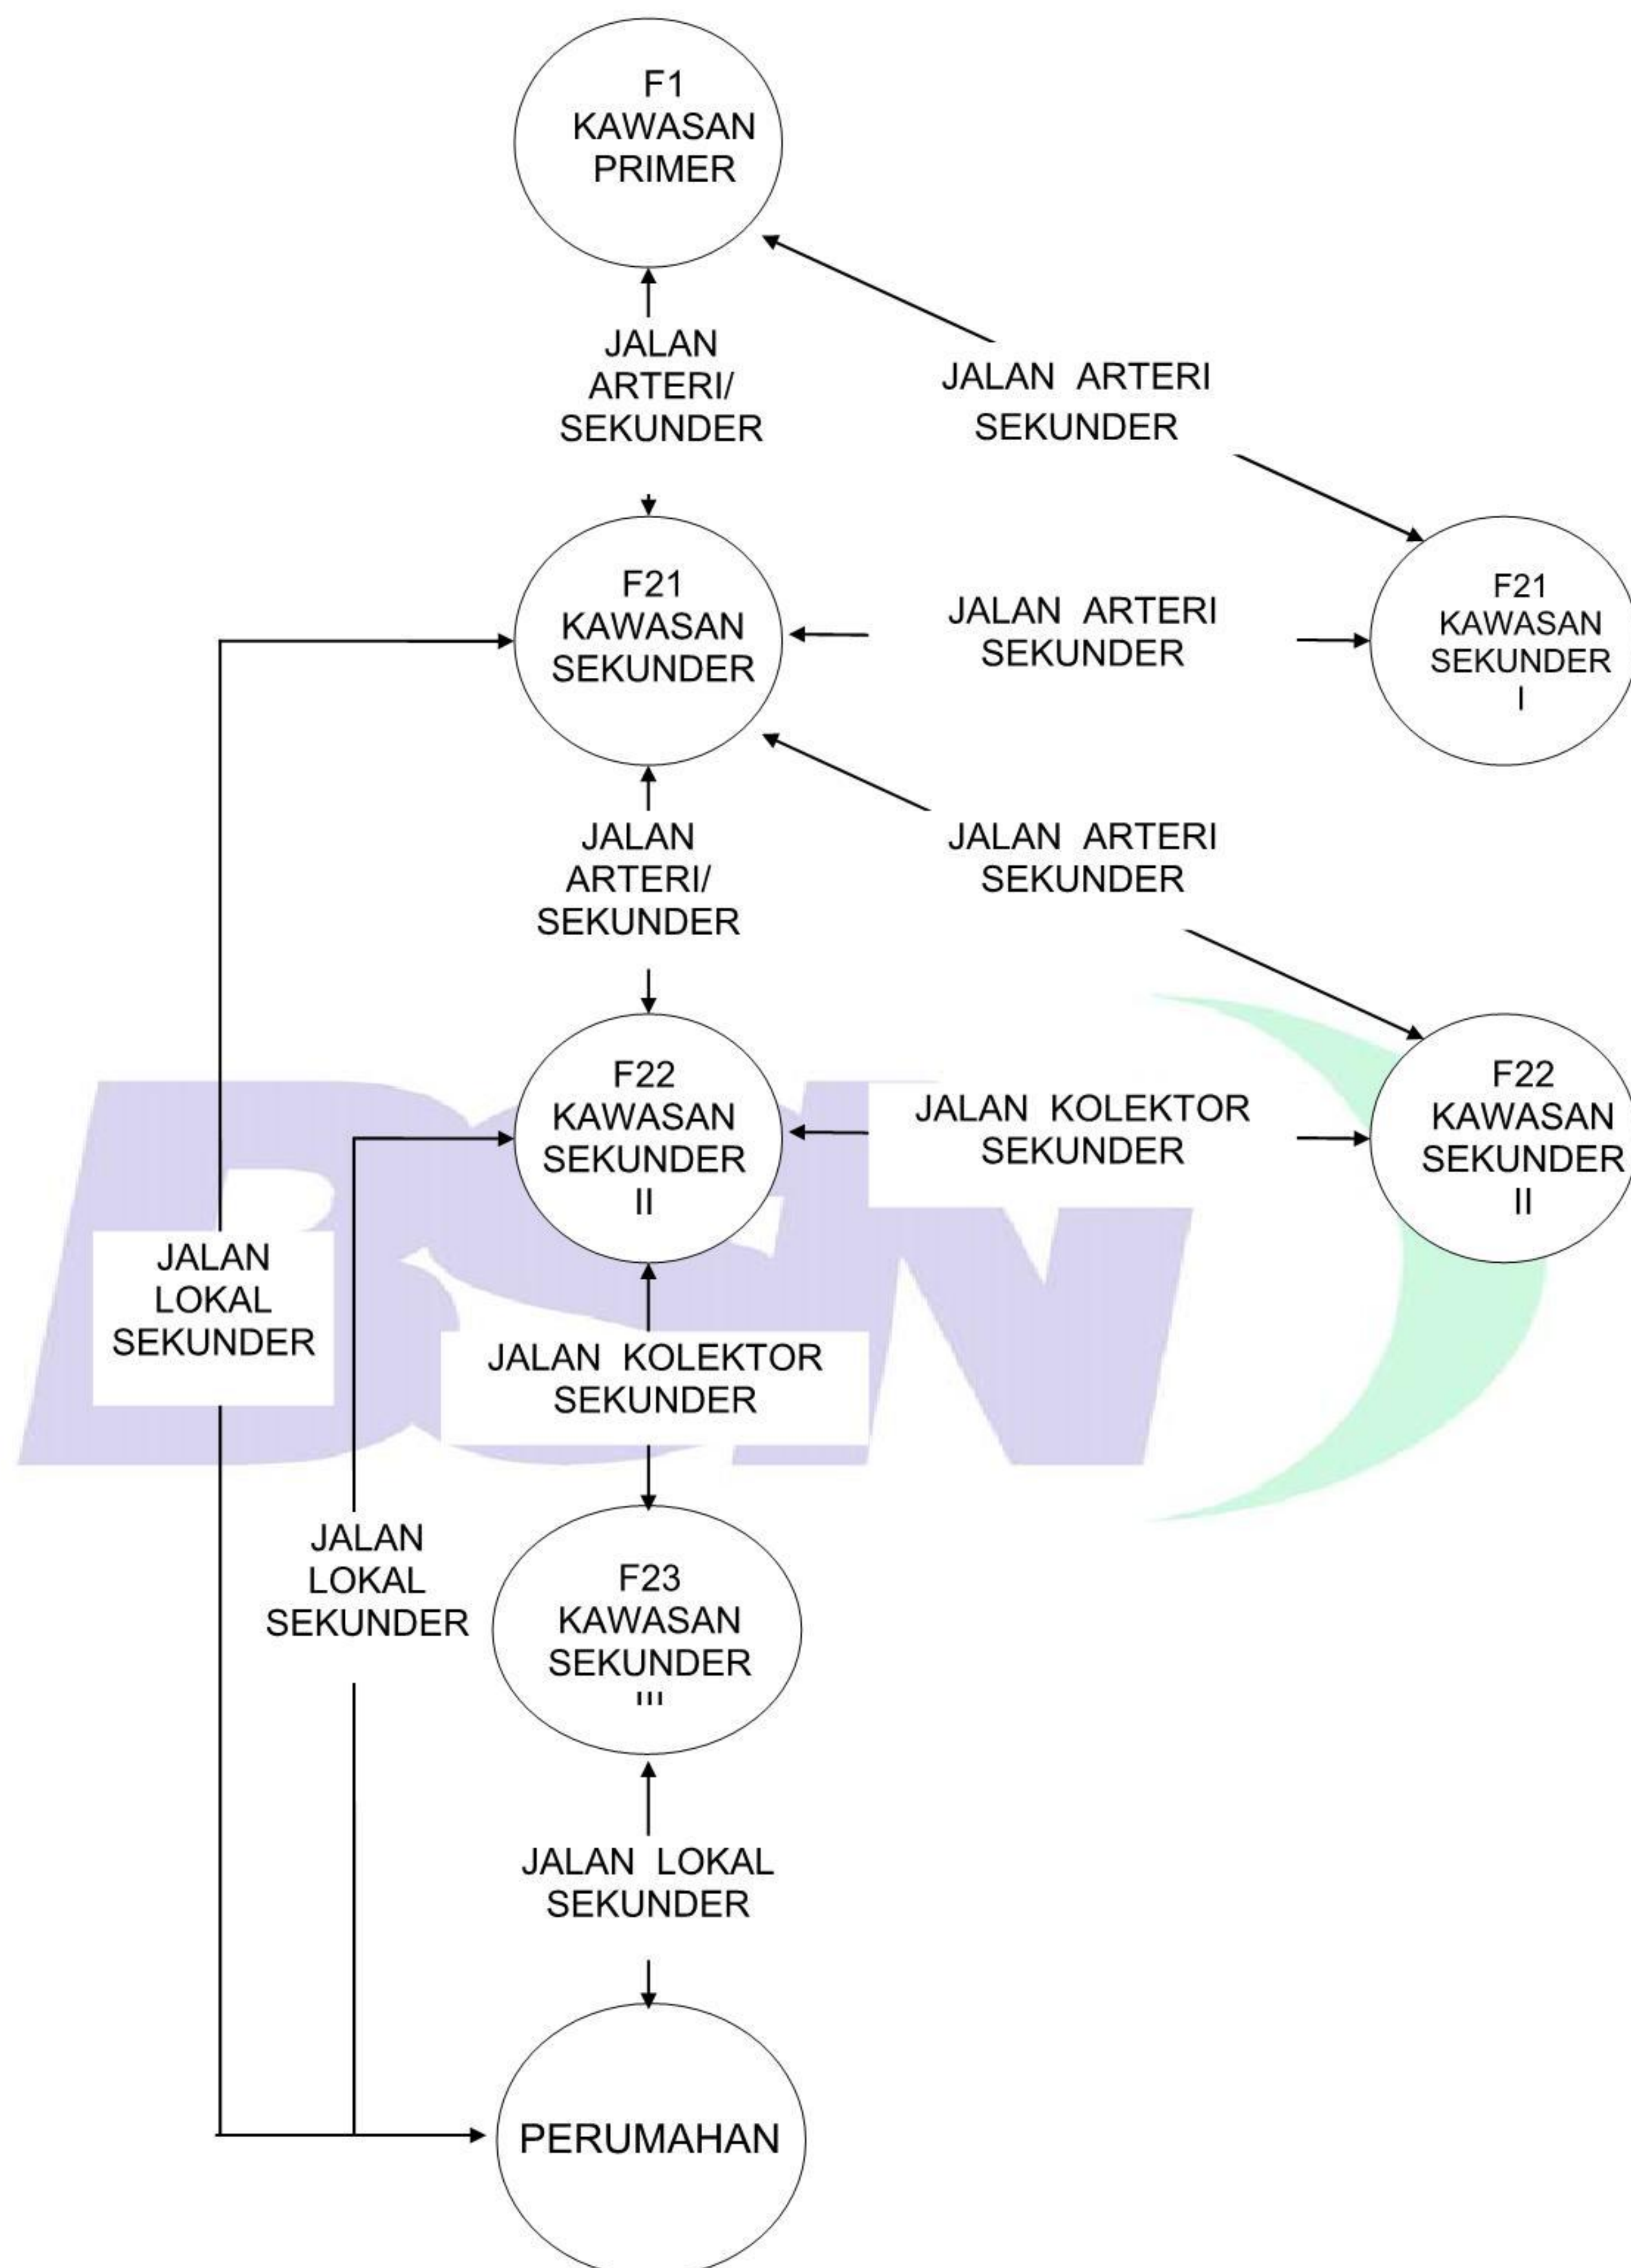 F1
KAWASAN
PRIMER
JALAN
ARTERI/
SEKUNDER
JALAN ARTERI
SEKUNDER
F21
KAWASAN
SEKUNDER
JALAN ARTERI
SEKUNDER
F21
KAWASAN
SEKUNDER
I
JALAN
ARTERI/
SEKUNDER
JALAN ARTERI
SEKUNDER
F22
KAWASAN
SEKUNDER
II
JALAN KOLEKTOR
SEKUNDER
F22
KAWASAN
SEKUNDER
II
JALAN
LOKAL
SEKUNDER
JALAN KOLEKTOR
SEKUNDER
JALAN
LOKAL
SEKUNDER
F23
KAWASAN
SEKUNDER
III
JALAN LOKAL
SEKUNDER
PERUMAHAN
BSN